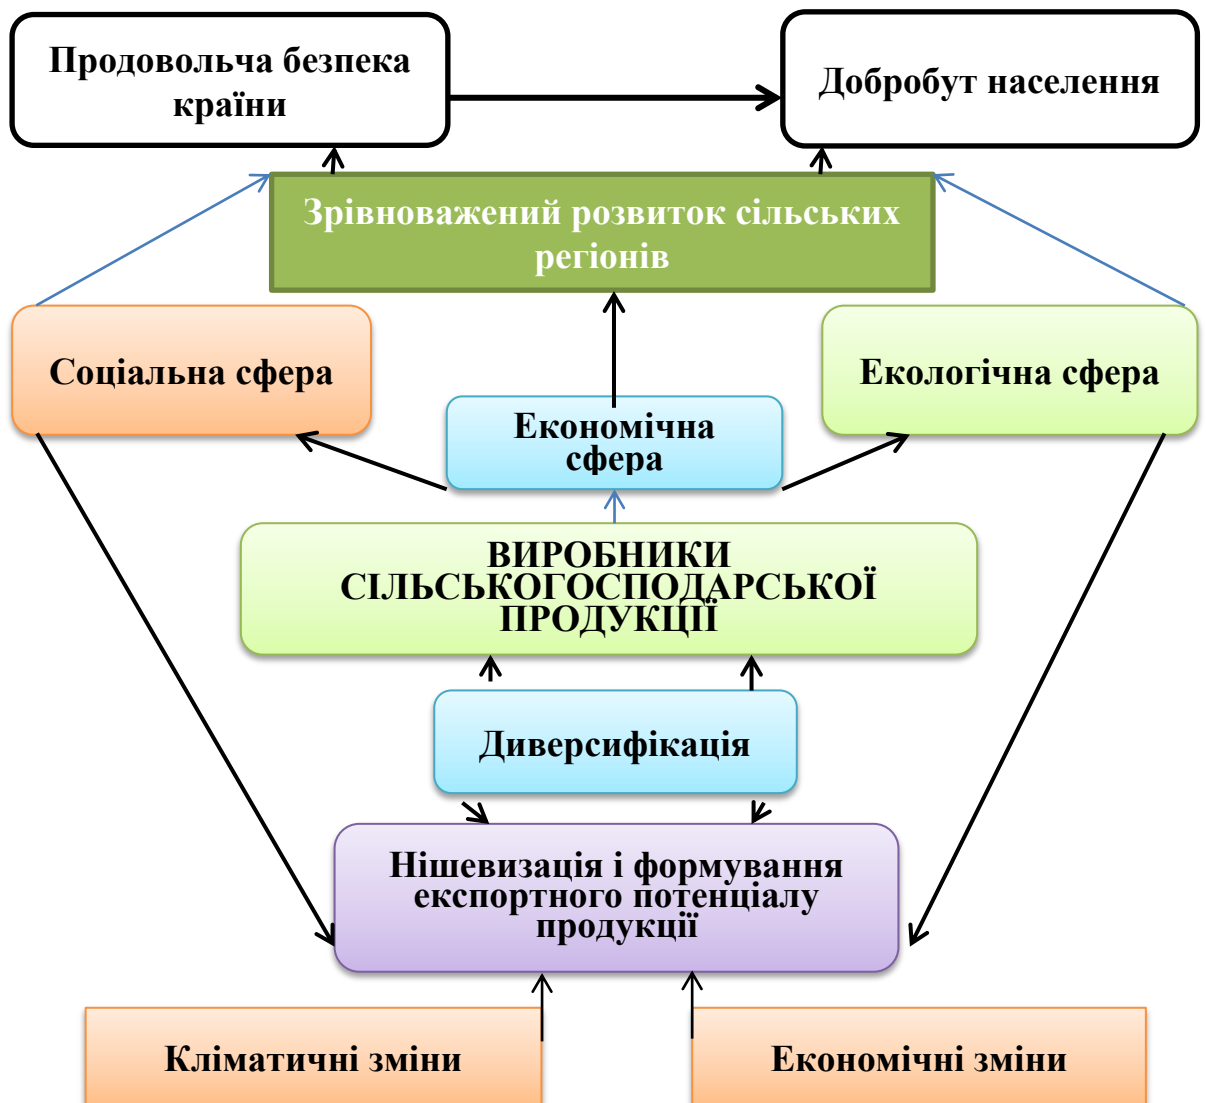 Продовольча безпека
країни
Добробут населення
Зрівноважений розвиток сільських
регіонів
Соціальна сфера
Екологічна сфера
Економічна
сфера
ВИРОБНИКИ
СІЛЬСЬКОГОСПОДАРСЬКОЇ
ПРОДУКЦІЇ
Диверсифікація
Нішевизація і формування
експортного потенціалу
продукції
Кліматичні зміни
Економічні зміни